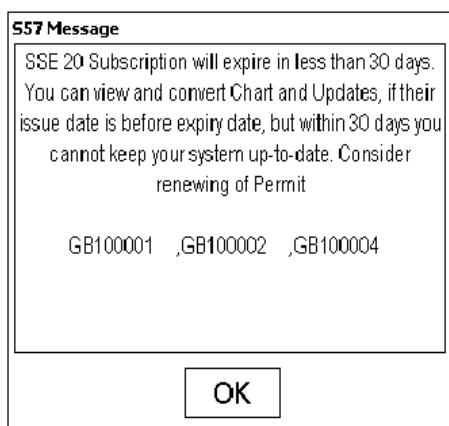 S57 Message
SSE 20 Subscription will expire in less than 30 days.
You can view and convert Chart and Updates, if their
issue date is before expiry date, but within 30 days you
cannot keep your system up-to-date. Consider
renewing of Permit
GB100001 ,GB100002 ,GB100004
OK